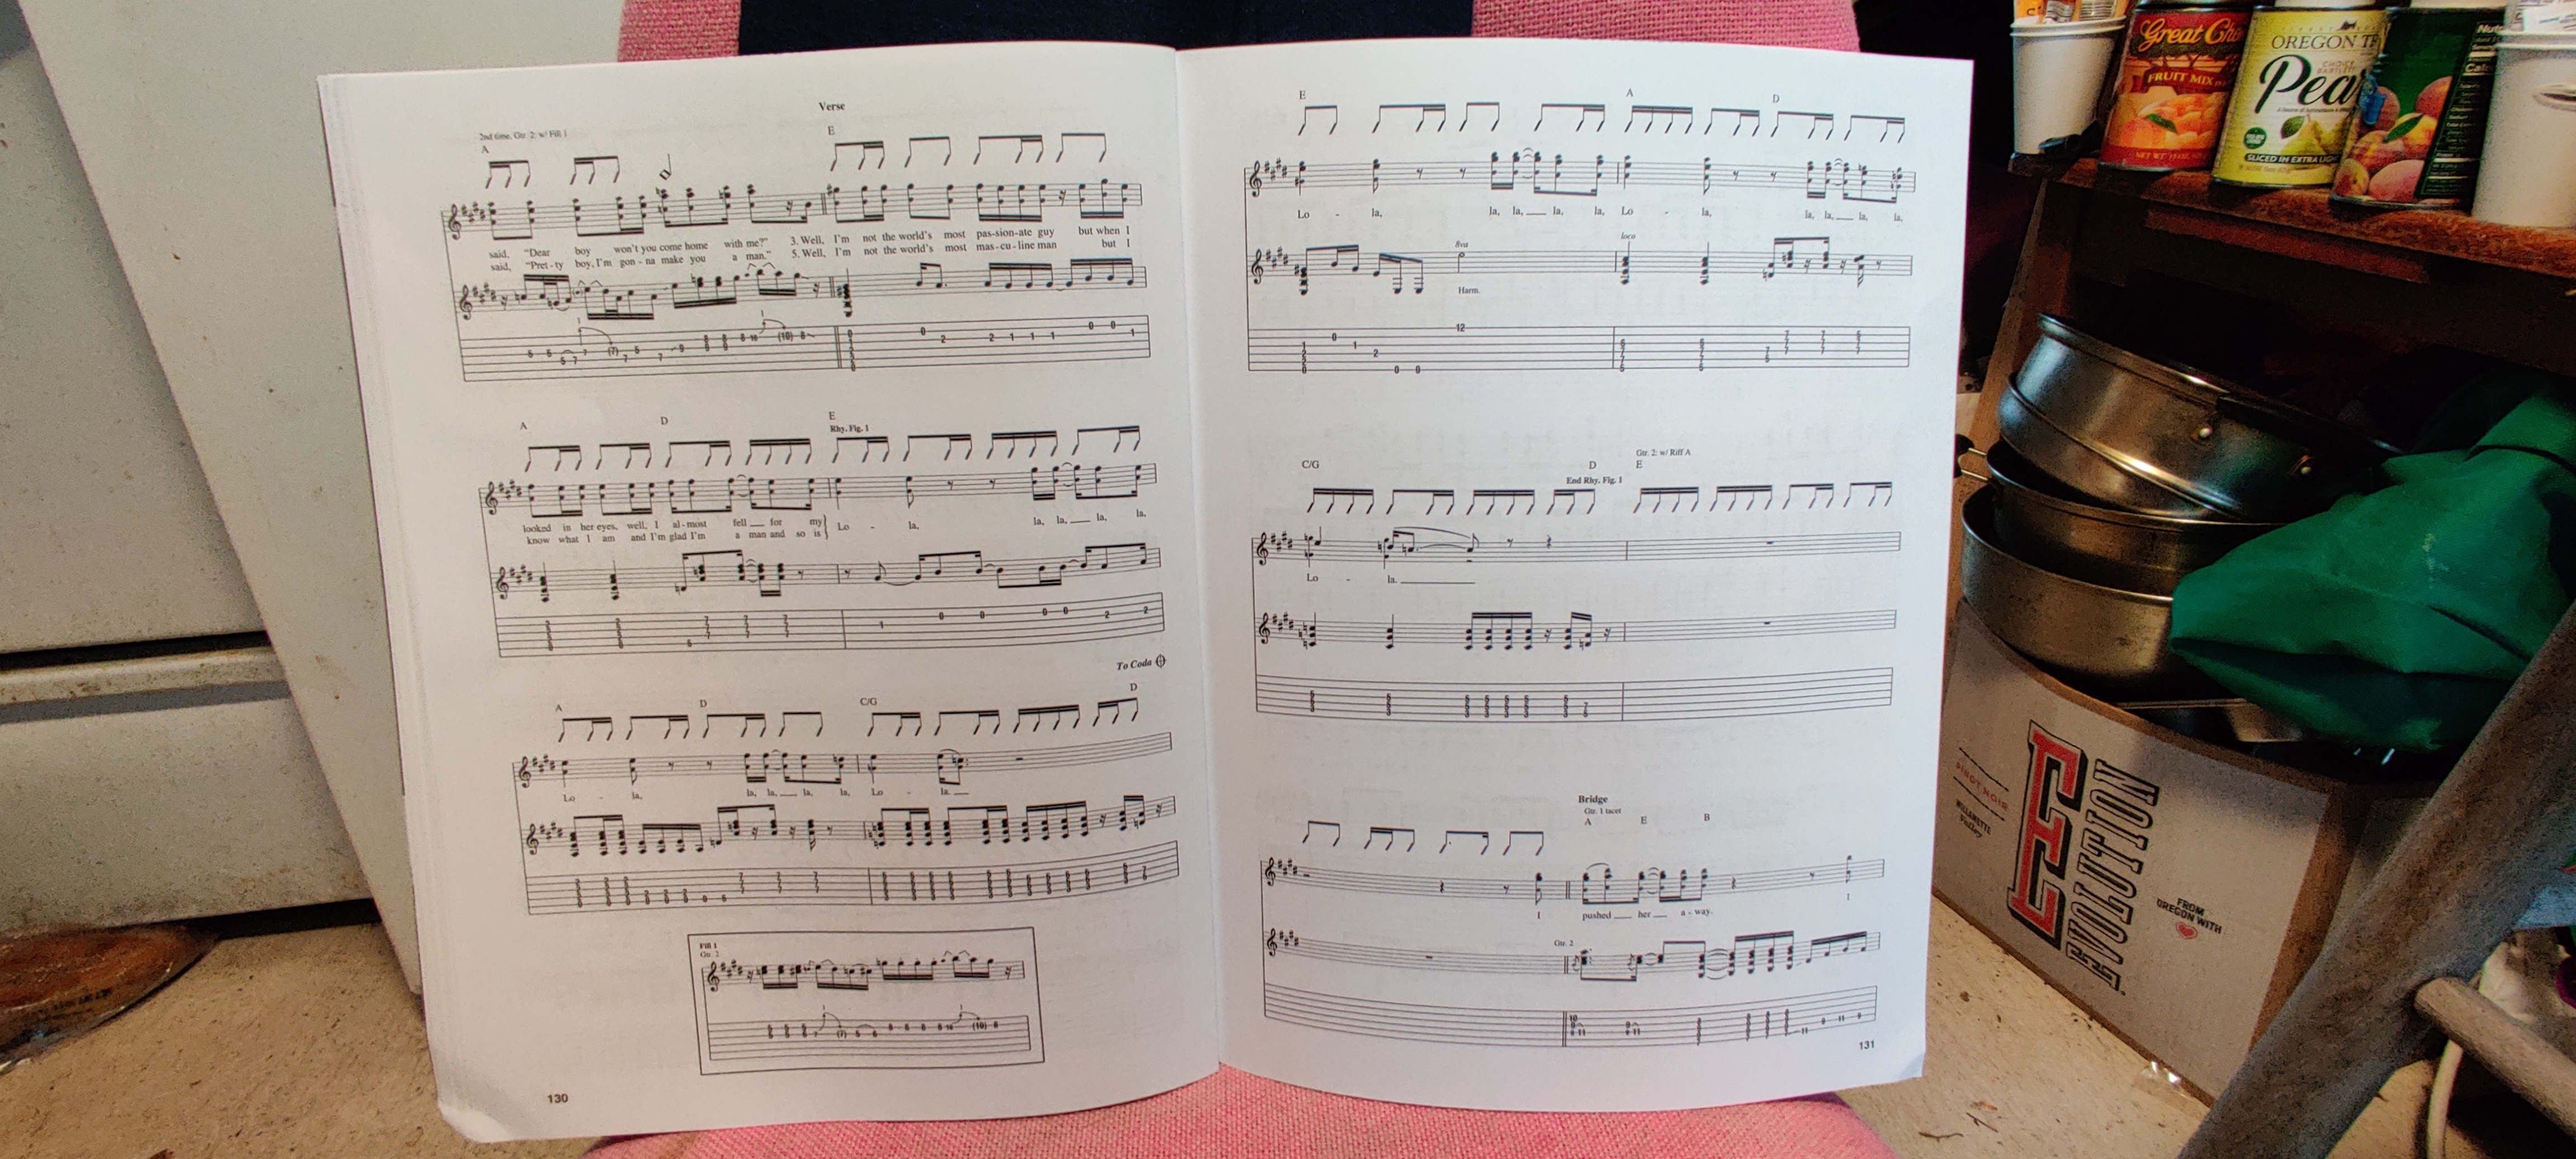 Verse
2nd time, Gtr. 2: w/ Fill 1
A E
said, "Dear boy won't you come home with me?" 3. Well, I'm not the world's most pas-sion-ate guy but when I
said, "Pret-ty boy, I'm gon-na make you a man." 5. Well, I'm not the world's most mas-cu-line man but I
A D E
Rhy. Fig. 1
looked in her eyes, well, I al-most fell for my Lo - la, la, la, la, la,
know what I am and I'm glad I'm a man and so is
To Coda
A D C/G D
Lo - la, la, la, la, la, Lo - la.
Fill 1
Gtr. 2
130
E A D
Lo - la, la, la, la, la, Lo - la, la, la, la, la,
8va loco
Harm.
12
Gtr. 2: w/ Riff A
C/G D E
End Rhy. Fig. 1
Lo - la.
Bridge
Gtr. 1 tacet
A E B
I pushed her a-way. I
Gtr. 2
131
Great
FRUIT MIX
OREGON
CHOICE
Pea
SLICED IN EXTRA
PINOT NOIR
WILLAMETTE
E
EVOLUTION
FROM
OREGON WITH